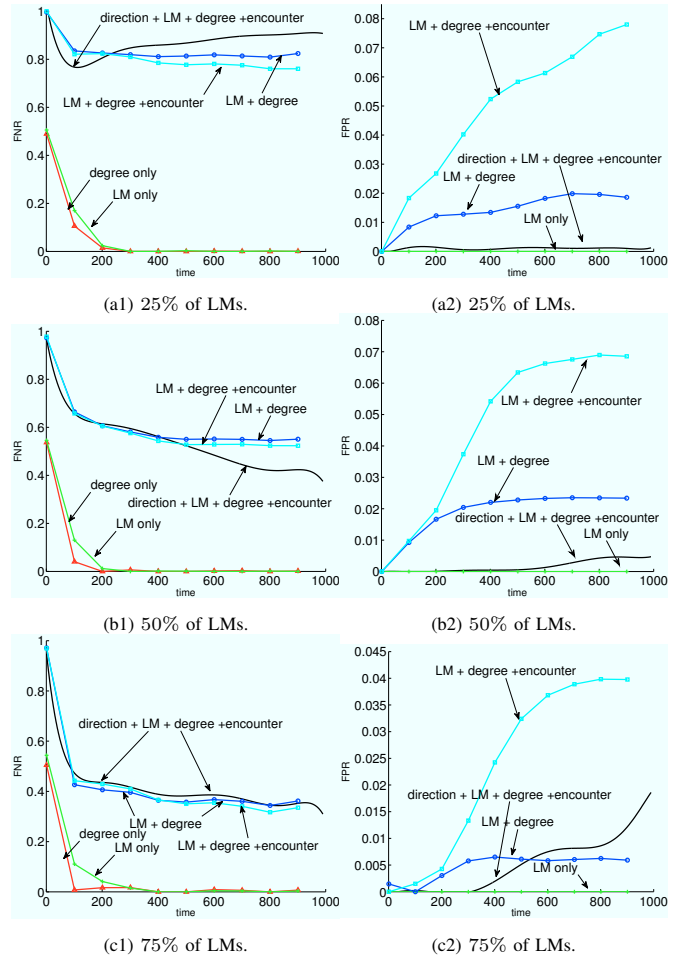 direction + LM + degree+encounter
LM + degree +encounter
LM + degree
degree only
LM only
FNR
1
0.8
0.6
0.4
0.2
0
0 200 400 600 800 1000
time
(a1) 25% of LMs.
LM + degree+encounter
direction + LM + degree +encounter
LM + degree
LM only
FPR
0.08
0.07
0.06
0.05
0.04
0.03
0.02
0.01
0
0 200 400 600 800 1000
time
(a2) 25% of LMs.
LM + degree +encounter
LM + degree
degree only
direction + LM + degree +encounter
LM only
FNR
1
0.8
0.6
0.4
0.2
0
0 200 400 600 800 1000
time
(b1) 50% of LMs.
LM + degree +encounter
LM + degree
direction + LM + degree +encounter
LM only
FPR
0.08
0.07
0.06
0.05
0.04
0.03
0.02
0.01
0
0 200 400 600 800 1000
time
(b2) 50% of LMs.
direction + LM + degree +encounter
LM + degree
degree only
LM only
LM + degree +encounter
FNR
1
0.8
0.6
0.4
0.2
0
0 200 400 600 800 1000
time
(c1) 75% of LMs.
LM + degree +encounter
direction + LM + degree +encounter
LM + degree
LM only
FPR
0.045
0.04
0.035
0.03
0.025
0.02
0.015
0.01
0.005
0
0 200 400 600 800 1000
time
(c2) 75% of LMs.